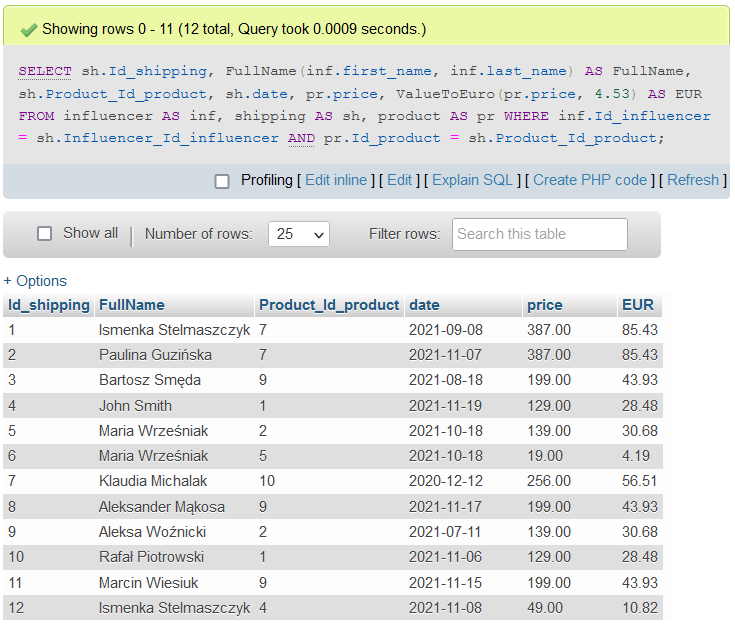 Showing rows 0 - 11 (12 total, Query took 0.0009 seconds.)
SELECT sh.Id_shipping, FullName(inf.first_name, inf.last_name) AS FullName,
sh.Product_Id_product, sh.date, pr.price, ValueToEuro(pr.price, 4.53) AS EUR
FROM influencer AS inf, shipping AS sh, product AS pr WHERE inf.Id_influencer
= sh.Influencer_Id_influencer AND pr.Id_product = sh.Product_Id_product;
Profiling [ Edit inline ] [ Edit ] [ Explain SQL ] [ Create PHP code ] [ Refresh ]
Show all Number of rows: 25 Filter rows: Search this table
+ Options
Id_shipping FullName Product_Id_product date price EUR
1 Ismenka Stelmaszczyk 7 2021-09-08 387.00 85.43
2 Paulina Guzińska 7 2021-11-07 387.00 85.43
3 Bartosz Smęda 9 2021-08-18 199.00 43.93
4 John Smith 1 2021-11-19 129.00 28.48
5 Maria Wrześniak 2 2021-10-18 139.00 30.68
6 Maria Wrześniak 5 2021-10-18 19.00 4.19
7 Klaudia Michalak 10 2020-12-12 256.00 56.51
8 Aleksander Mąkosa 9 2021-11-17 199.00 43.93
9 Aleksa Woźnicki 2 2021-07-11 139.00 30.68
10 Rafał Piotrowski 1 2021-11-06 129.00 28.48
11 Marcin Wiesiuk 9 2021-11-15 199.00 43.93
12 Ismenka Stelmaszczyk 4 2021-11-08 49.00 10.82